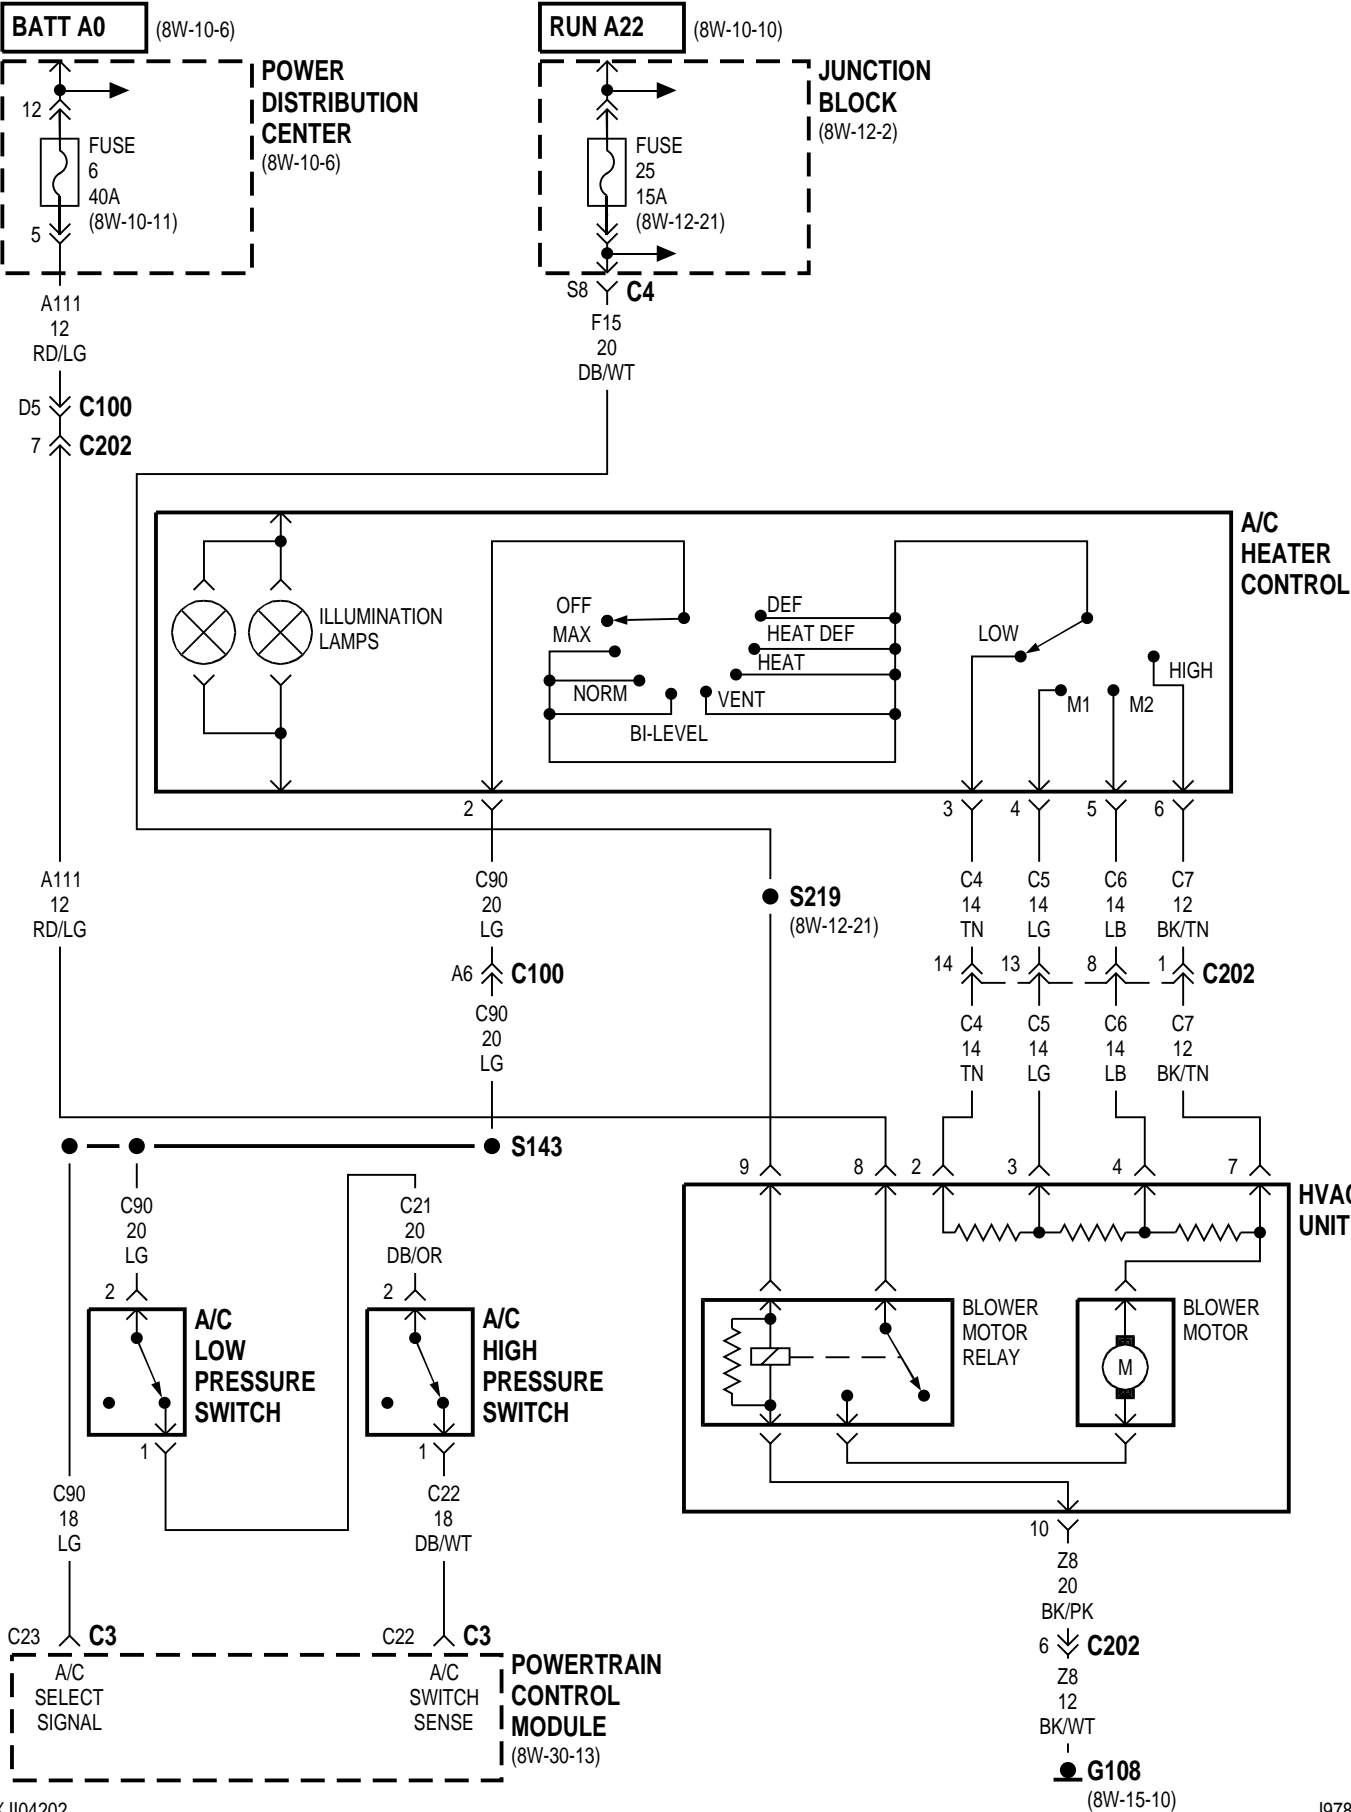 BATT A0 (8W-10-6)
RUN A22 (8W-10-10)
POWER
DISTRIBUTION
CENTER
(8W-10-6)
12
FUSE
6
40A
(8W-10-11)
5
JUNCTION
BLOCK
(8W-12-2)
FUSE
25
15A
(8W-12-21)
S8 C4
A111
12
RD/LG
F15
20
DB/WT
D5 C100
7 C202
A/C
HEATER
CONTROL
ILLUMINATION
LAMPS
OFF
MAX
NORM
BI-LEVEL
VENT
DEF
HEAT DEF
HEAT
LOW
M1
M2
HIGH
2
3
4
5
6
A111
12
RD/LG
C90
20
LG
S219
(8W-12-21)
C4
14
TN
C5
14
LG
C6
14
LB
C7
12
BK/TN
A6 C100
14
13
8
1
C202
C90
20
LG
C4
14
TN
C5
14
LG
C6
14
LB
C7
12
BK/TN
S143
9
8
2
3
4
7
C90
20
LG
C21
20
DB/OR
UNIT
2
A/C
LOW
PRESSURE
SWITCH
1
2
A/C
HIGH
PRESSURE
SWITCH
1
BLOWER
MOTOR
RELAY
BLOWER
MOTOR
M
C90
18
LG
C22
18
DB/WT
10
Z8
20
BK/PK
6 C202
Z8
12
BK/WT
G108
(8W-15-10)
C23 C3
C22 C3
A/C
SELECT
SIGNAL
A/C
SWITCH
SENSE
POWERTRAIN
CONTROL
MODULE
(8W-30-13)